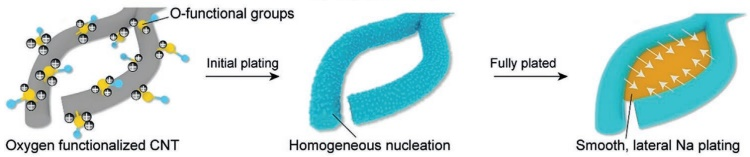 O-functional groups
Initial plating
Fully plated
Oxygen functionalized CNT
Homogeneous nucleation
Smooth, lateral Na plating